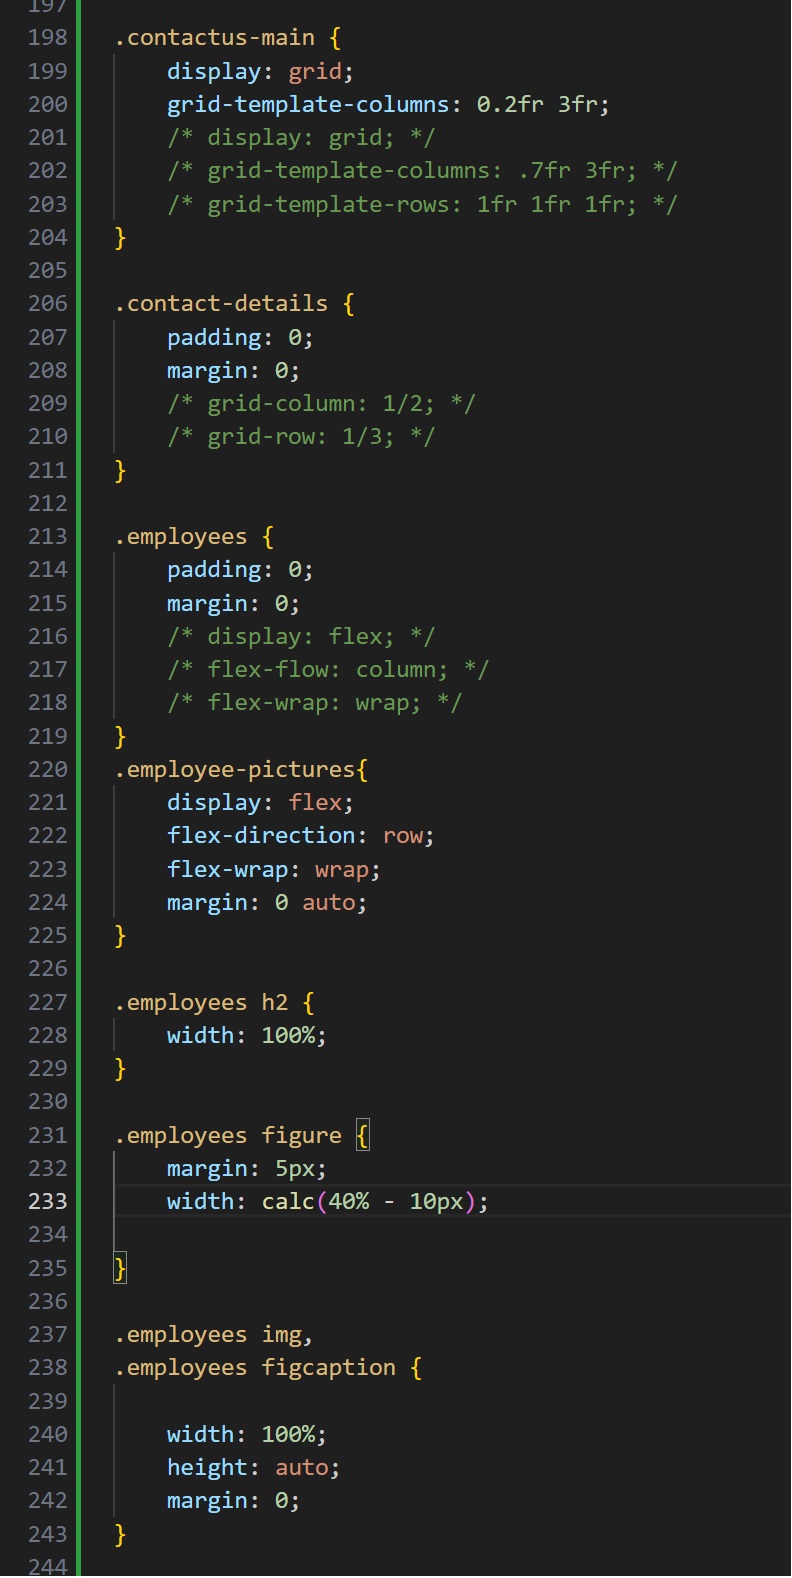 197
198 .contactus-main {
199     display: grid;
200     grid-template-columns: 0.2fr 3fr;
201     /* display: grid; */
202     /* grid-template-columns: .7fr 3fr; */
203     /* grid-template-rows: 1fr 1fr 1fr; */
204 }
205
206 .contact-details {
207     padding: 0;
208     margin: 0;
209     /* grid-column: 1/2; */
210     /* grid-row: 1/3; */
211 }
212
213 .employees {
214     padding: 0;
215     margin: 0;
216     /* display: flex; */
217     /* flex-flow: column; */
218     /* flex-wrap: wrap; */
219 }
220 .employee-pictures{
221     display: flex;
222     flex-direction: row;
223     flex-wrap: wrap;
224     margin: 0 auto;
225 }
226
227 .employees h2 {
228     width: 100%;
229 }
230
231 .employees figure {
232     margin: 5px;
233     width: calc(40% - 10px);
234
235 }
236
237 .employees img,
238 .employees figcaption {
239
240     width: 100%;
241     height: auto;
242     margin: 0;
243 }
244